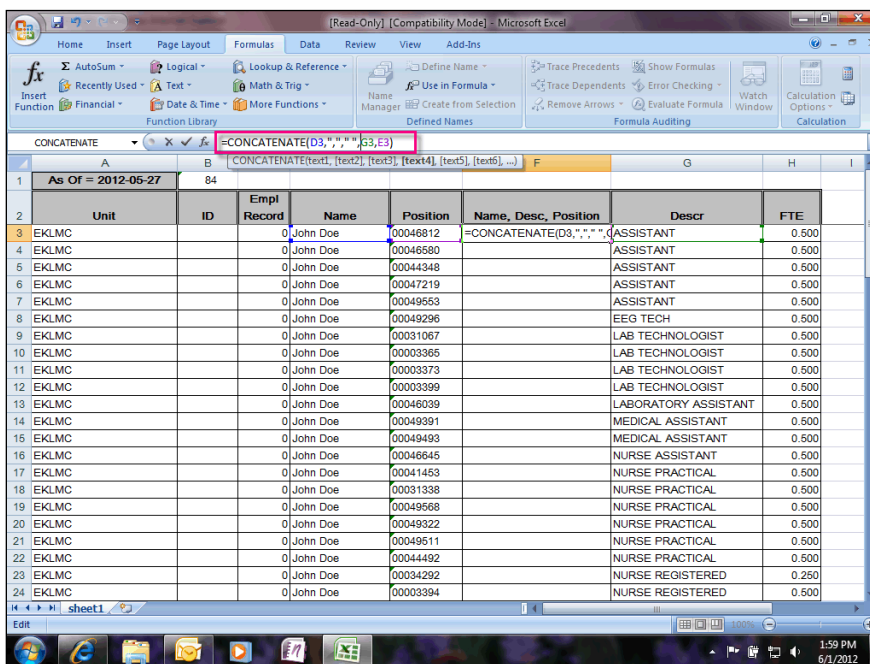 [Read-Only] [Compatibility Mode] - Microsoft Excel
Home Insert Page Layout Formulas Data Review View Add-Ins
Σ AutoSum Logical Lookup & Reference Define Name Trace Precedents Show Formulas
fx Recently Used Text Math & Trig Use in Formula Trace Dependents Error Checking
Insert Function Financial Date & Time More Functions Name Manager Create from Selection Remove Arrows Evaluate Formula Watch Window Calculation Options
Function Library Defined Names Formula Auditing Calculation
CONCATENATE fx =CONCATENATE(D3,","," ",G3,E3)
CONCATENATE(text1, [text2], [text3], [text4], [text5], [text6], ...)
A B F G H I
1 As Of = 2012-05-27 84
2 Unit ID Empl Record Name Position Name, Desc, Position Descr FTE
3 EKLMC 0 John Doe 00046812 =CONCATENATE(D3,","," ",G ASSISTANT 0.500
4 EKLMC 0 John Doe 00046580 ASSISTANT 0.500
5 EKLMC 0 John Doe 00044348 ASSISTANT 0.500
6 EKLMC 0 John Doe 00047219 ASSISTANT 0.500
7 EKLMC 0 John Doe 00049553 ASSISTANT 0.500
8 EKLMC 0 John Doe 00049296 EEG TECH 0.500
9 EKLMC 0 John Doe 00031067 LAB TECHNOLOGIST 0.500
10 EKLMC 0 John Doe 00003365 LAB TECHNOLOGIST 0.500
11 EKLMC 0 John Doe 00003373 LAB TECHNOLOGIST 0.500
12 EKLMC 0 John Doe 00003399 LAB TECHNOLOGIST 0.500
13 EKLMC 0 John Doe 00046039 LABORATORY ASSISTANT 0.500
14 EKLMC 0 John Doe 00049391 MEDICAL ASSISTANT 0.500
15 EKLMC 0 John Doe 00049493 MEDICAL ASSISTANT 0.500
16 EKLMC 0 John Doe 00046645 NURSE ASSISTANT 0.500
17 EKLMC 0 John Doe 00041453 NURSE PRACTICAL 0.500
18 EKLMC 0 John Doe 00031338 NURSE PRACTICAL 0.500
19 EKLMC 0 John Doe 00049568 NURSE PRACTICAL 0.500
20 EKLMC 0 John Doe 00049322 NURSE PRACTICAL 0.500
21 EKLMC 0 John Doe 00049511 NURSE PRACTICAL 0.500
22 EKLMC 0 John Doe 00044492 NURSE PRACTICAL 0.500
23 EKLMC 0 John Doe 00034292 NURSE REGISTERED 0.250
24 EKLMC 0 John Doe 00003394 NURSE REGISTERED 0.500
sheet1
Edit 100%
1:59 PM
6/1/2012